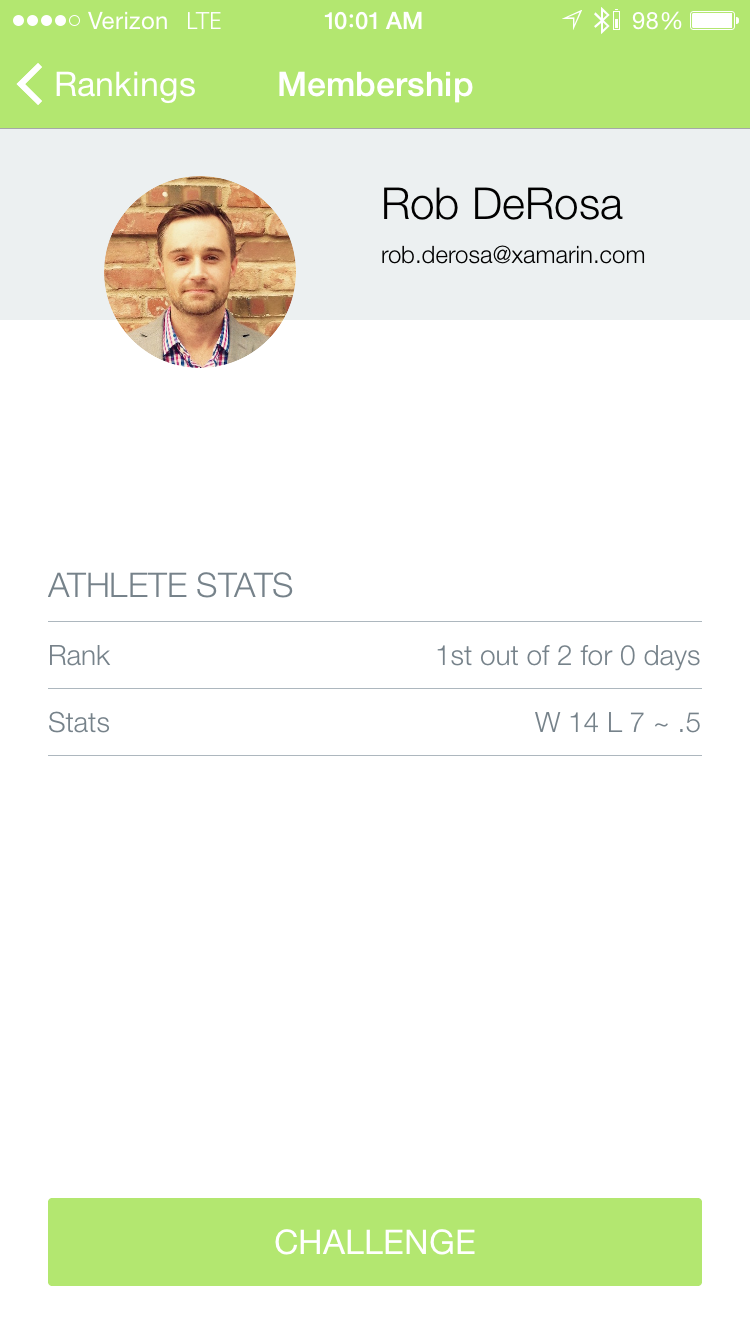 Verizon LTE 10:01 AM 98%
Rankings Membership
Rob DeRosa
rob.derosa@xamarin.com
ATHLETE STATS
Rank 1st out of 2 for 0 days
Stats W 14 L 7 ~ .5
CHALLENGE